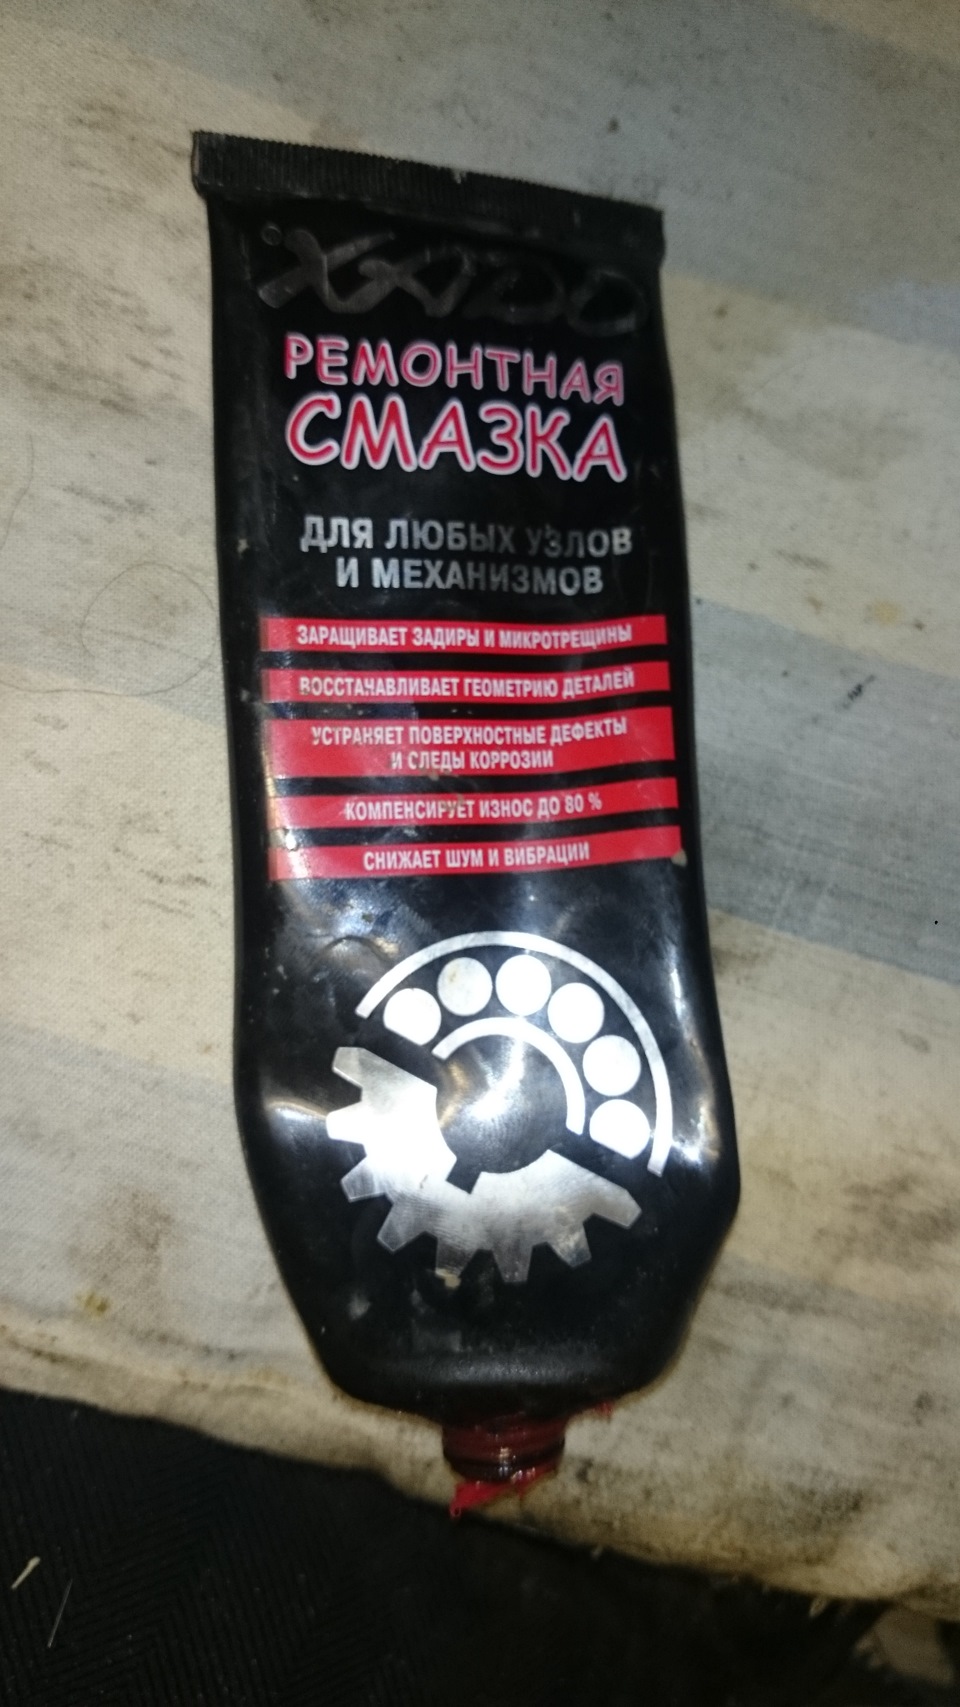 XADO
РЕМОНТНАЯ
СМАЗКА
ДЛЯ ЛЮБЫХ УЗЛОВ
И МЕХАНИЗМОВ
ЗАРАЩИВАЕТ ЗАДИРЫ И МИКРОТРЕЩИНЫ
ВОССТАНАВЛИВАЕТ ГЕОМЕТРИЮ ДЕТАЛЕЙ
УСТРАНЯЕТ ПОВЕРХНОСТНЫЕ ДЕФЕКТЫ
И СЛЕДЫ КОРРОЗИИ
КОМПЕНСИРУЕТ ИЗНОС ДО 80 %
СНИЖАЕТ ШУМ И ВИБРАЦИИ